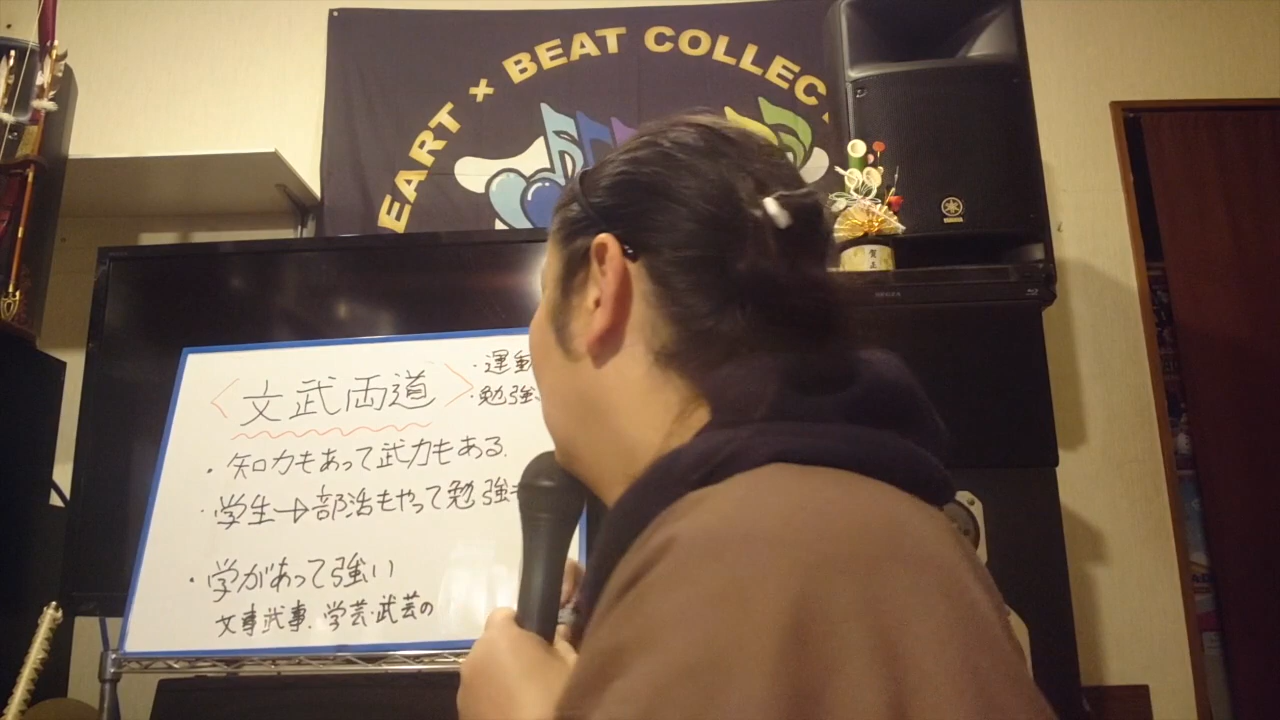 EART × BEAT COLLEC
YAMAHA
賀正
〈文武両道〉
・運動
・勉強
・知力もあって武力もある.
・学生→部活もやって勉強も
・学があって強い
文事武事.学芸・武芸の